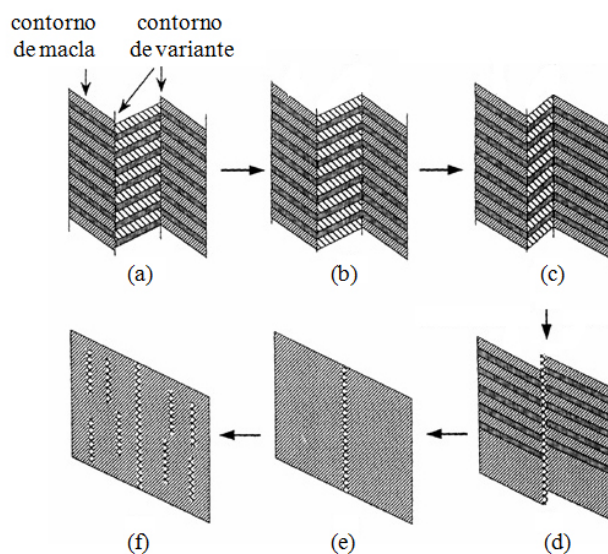 contorno
de macla
contorno
de variante
(a)
(b)
(c)
(f)
(e)
(d)